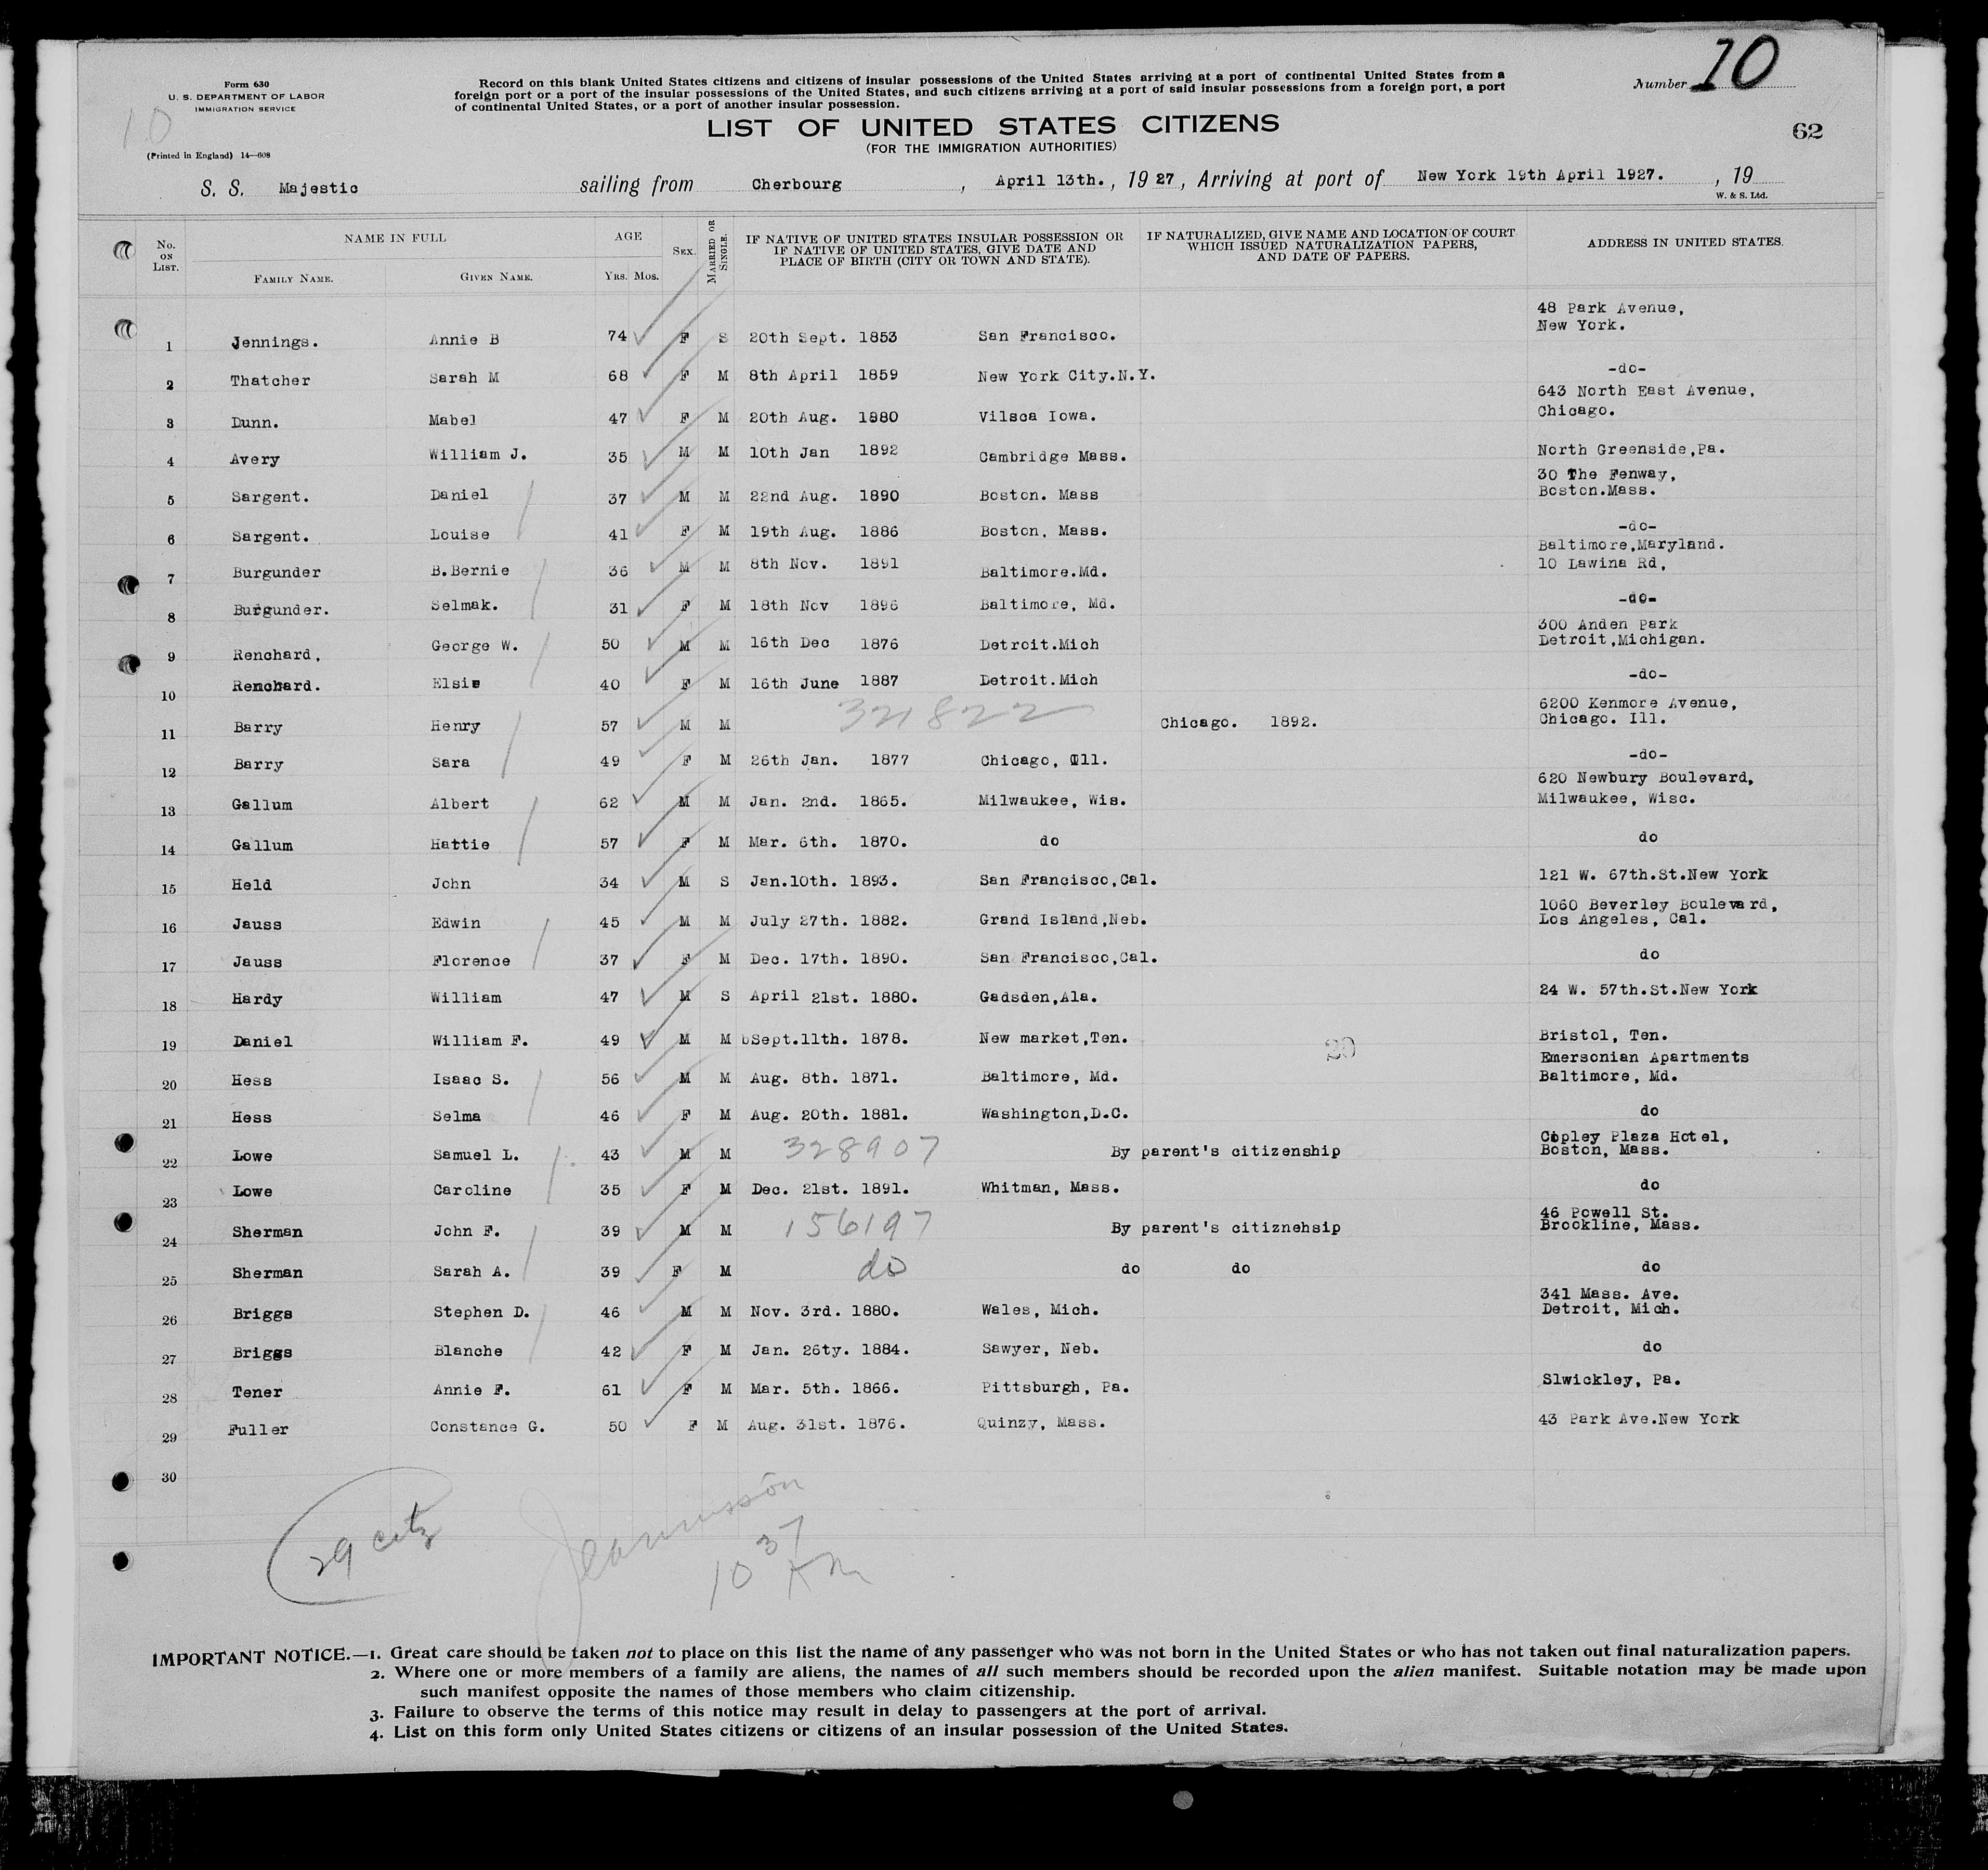 Form 630
U. S. DEPARTMENT OF LABOR
IMMIGRATION SERVICE
(Printed in England) 14—608
10
Record on this blank United States citizens and citizens of insular possessions of the United States arriving at a port of continental United States from a
foreign port or a port of the insular possessions of the United States, and such citizens arriving at a port of said insular possessions from a foreign port, a port
of continental United States, or a port of another insular possession.
Number 10
62
LIST OF UNITED STATES CITIZENS
(FOR THE IMMIGRATION AUTHORITIES)
S. S. Majestic sailing from Cherbourg, April 13th., 19 27, Arriving at port of New York 19th April 1927., 19
W. & S. Ltd.
No. ON LIST. NAME IN FULL AGE SEX. MARRIED OR SINGLE. IF NATIVE OF UNITED STATES INSULAR POSSESSION OR IF NATIVE OF UNITED STATES, GIVE DATE AND PLACE OF BIRTH (CITY OR TOWN AND STATE). IF NATURALIZED, GIVE NAME AND LOCATION OF COURT WHICH ISSUED NATURALIZATION PAPERS, AND DATE OF PAPERS. ADDRESS IN UNITED STATES.
FAMILY NAME. GIVEN NAME. YRS. MOS.
1 Jennings. Annie B 74 F S 20th Sept. 1853 San Francisco. 48 Park Avenue, New York.
2 Thatcher Sarah M 68 F M 8th April 1859 New York City.N.Y. -do-
3 Dunn. Mabel 47 F M 20th Aug. 1880 Vilsca Iowa. 643 North East Avenue, Chicago.
4 Avery William J. 35 M M 10th Jan 1892 Cambridge Mass. North Greenside,Pa.
5 Sargent. Daniel 37 M M 22nd Aug. 1890 Boston. Mass 30 The Fenway, Boston.Mass.
6 Sargent. Louise 41 F M 19th Aug. 1886 Boston, Mass. -do-
7 Burgunder B.Bernie 36 M M 8th Nov. 1891 Baltimore.Md. Baltimore,Maryland. 10 Lawina Rd,
8 Burgunder. Selmak. 31 F M 18th Nov 1896 Baltimore, Md. -do-
9 Renchard, George W. 50 M M 16th Dec 1876 Detroit.Mich 300 Anden Park Detroit,Michigan.
10 Renchard. Elsie 40 F M 16th June 1887 Detroit.Mich -do-
11 Barry Henry 57 M M 321822 Chicago. 1892. 6200 Kenmore Avenue, Chicago. Ill.
12 Barry Sara 49 F M 26th Jan. 1877 Chicago, Ill. -do-
13 Gallum Albert 62 M M Jan. 2nd. 1865. Milwaukee, Wis. 620 Newbury Boulevard, Milwaukee, Wisc.
14 Gallum Hattie 57 F M Mar. 6th. 1870. do do
15 Held John 34 M S Jan.10th. 1893. San Francisco,Cal. 121 W. 67th.St.New York
16 Jauss Edwin 45 M M July 27th. 1882. Grand Island,Neb. 1060 Beverley Boulevard, Los Angeles, Cal.
17 Jauss Florence 37 F M Dec. 17th. 1890. San Francisco,Cal. do
18 Hardy William 47 M S April 21st. 1880. Gadsden,Ala. 24 W. 57th.St.New York
19 Daniel William F. 49 M M Sept.11th. 1878. New market,Ten. 29 Bristol, Ten.
20 Hess Isaac S. 56 M M Aug. 8th. 1871. Baltimore, Md. Emersonian Apartments Baltimore, Md.
21 Hess Selma 46 F M Aug. 20th. 1881. Washington,D.C. do
22 Lowe Samuel L. 43 M M 328907 By parent's citizenship Copley Plaza Hotel, Boston, Mass.
23 Lowe Caroline 35 F M Dec. 21st. 1891. Whitman, Mass. do
24 Sherman John F. 39 M M 156197 By parent's citiznehsip 46 Powell St. Brookline, Mass.
25 Sherman Sarah A. 39 F M do do do do
26 Briggs Stephen D. 46 M M Nov. 3rd. 1880. Wales, Mich. 341 Mass. Ave. Detroit, Mich.
27 Briggs Blanche 42 F M Jan. 26ty. 1884. Sawyer, Neb. do
28 Tener Annie F. 61 F M Mar. 5th. 1866. Pittsburgh, Pa. Slwickley, Pa.
29 Fuller Constance G. 50 F M Aug. 31st. 1876. Quinzy, Mass. 43 Park Ave.New York
30
29 citz
10 37
IMPORTANT NOTICE.—1. Great care should be taken not to place on this list the name of any passenger who was not born in the United States or who has not taken out final naturalization papers.
2. Where one or more members of a family are aliens, the names of all such members should be recorded upon the alien manifest. Suitable notation may be made upon
such manifest opposite the names of those members who claim citizenship.
3. Failure to observe the terms of this notice may result in delay to passengers at the port of arrival.
4. List on this form only United States citizens or citizens of an insular possession of the United States.